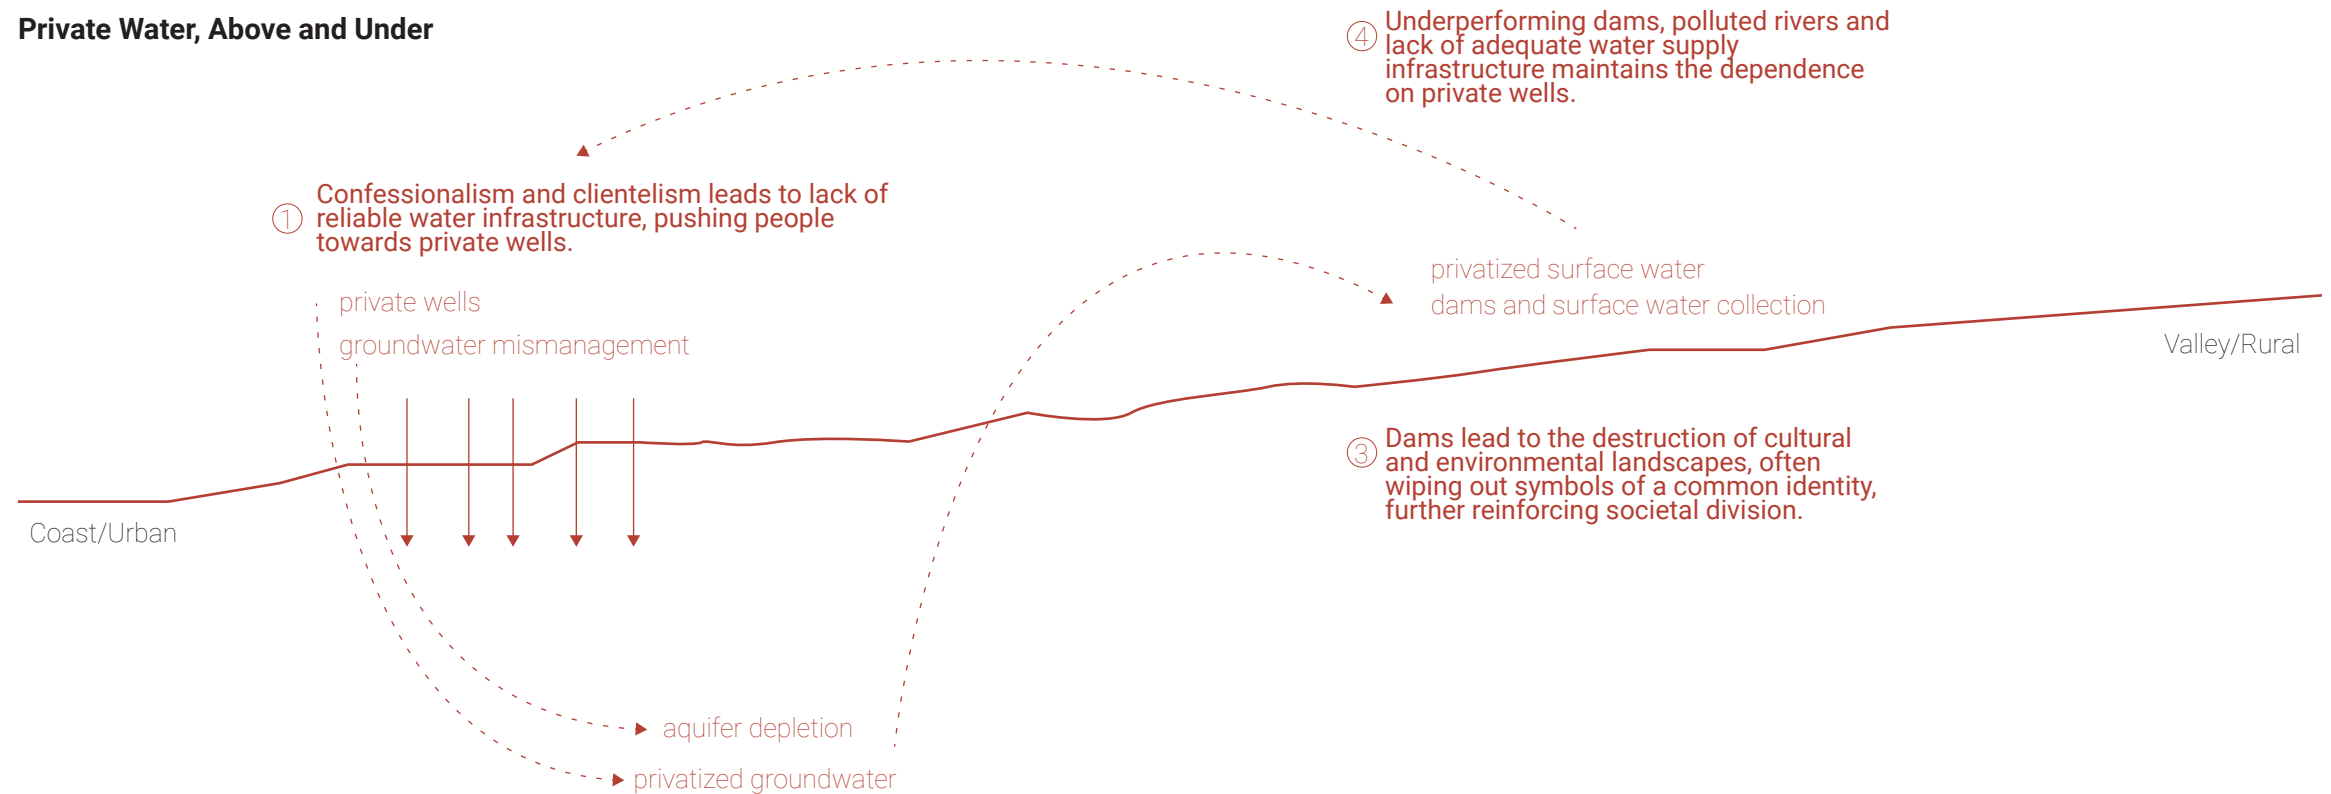 Private Water, Above and Under
④ Underperforming dams, polluted rivers and
lack of adequate water supply
infrastructure maintains the dependence
on private wells.
① Confessionalism and clientelism leads to lack of
reliable water infrastructure, pushing people
towards private wells.
private wells
groundwater mismanagement
privatized surface water
dams and surface water collection
Valley/Rural
③ Dams lead to the destruction of cultural
and environmental landscapes, often
wiping out symbols of a common identity,
further reinforcing societal division.
Coast/Urban
aquifer depletion
privatized groundwater